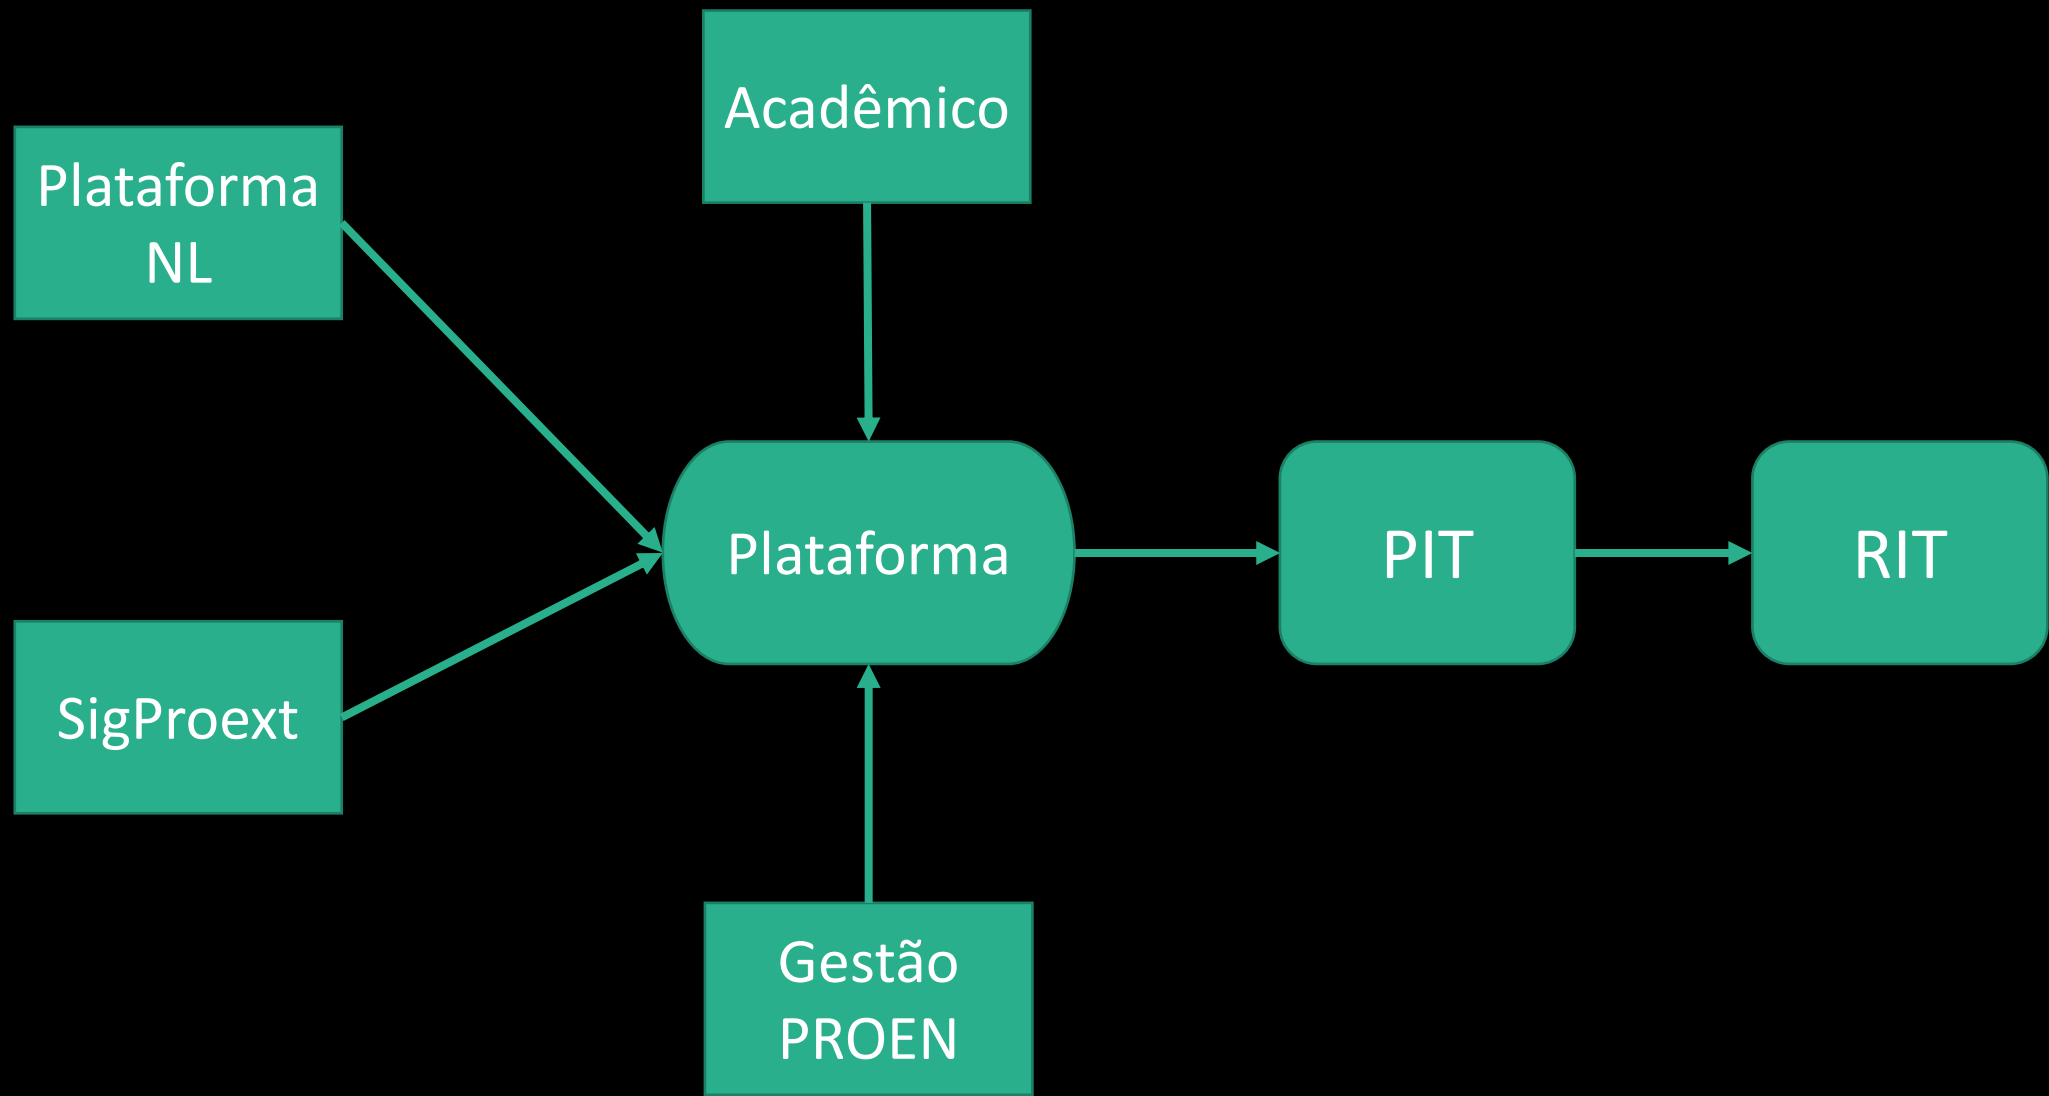 Acadêmico
Plataforma
NL
Plataforma
PIT
RIT
SigProext
Gestão
PROEN